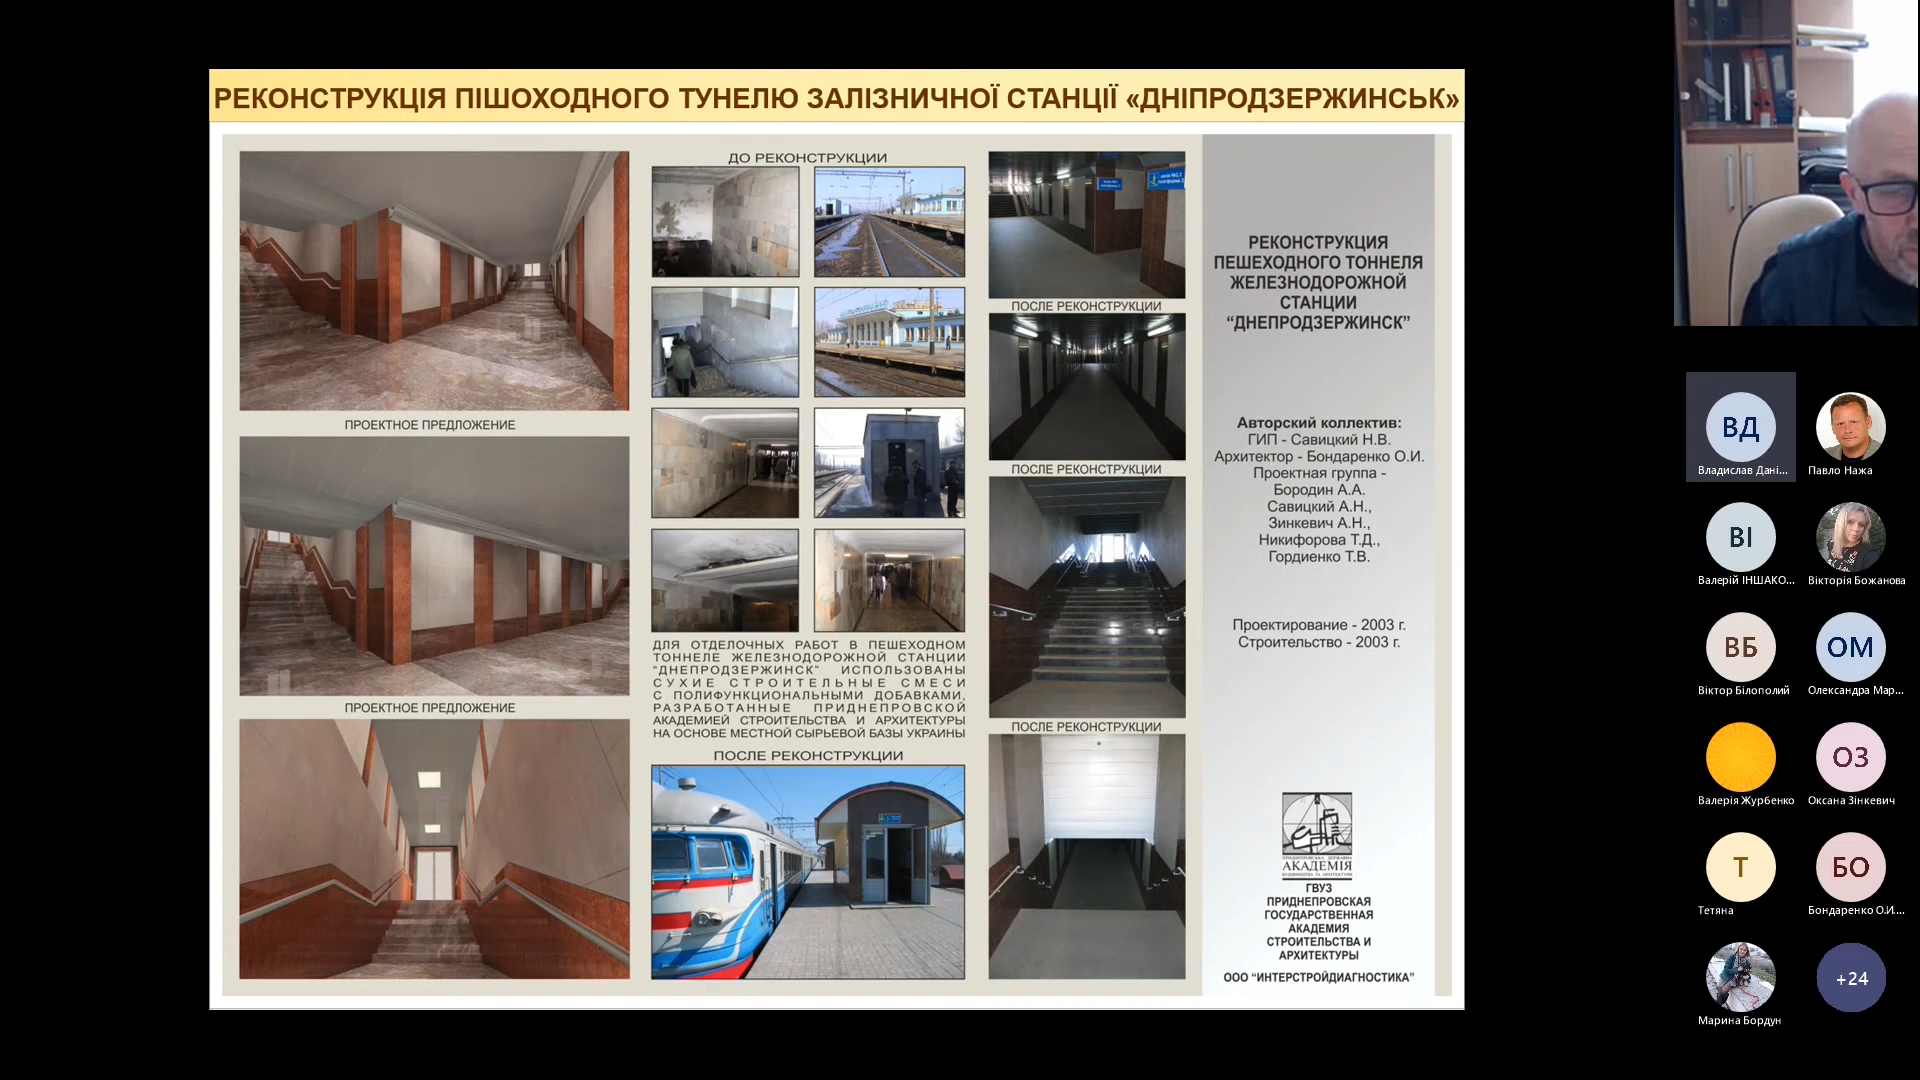 РЕКОНСТРУКЦІЯ ПІШОХОДНОГО ТУНЕЛЮ ЗАЛІЗНИЧНОЇ СТАНЦІЇ «ДНІПРОДЗЕРЖИНСЬК»
ПРОЕКТНОЕ ПРЕДЛОЖЕНИЕ
ПРОЕКТНОЕ ПРЕДЛОЖЕНИЕ
ДО РЕКОНСТРУКЦИИ
ДЛЯ ОТДЕЛОЧНЫХ РАБОТ В ПЕШЕХОДНОМ
ТОННЕЛЕ ЖЕЛЕЗНОДОРОЖНОЙ СТАНЦИИ
“ДНЕПРОДЗЕРЖИНСК” ИСПОЛЬЗОВАНЫ
СУХИЕ СТРОИТЕЛЬНЫЕ СМЕСИ
С ПОЛИФУНКЦИОНАЛЬНЫМИ ДОБАВКАМИ,
РАЗРАБОТАННЫЕ ПРИДНЕПРОВСКОЙ
АКАДЕМИЕЙ СТРОИТЕЛЬСТВА И АРХИТЕКТУРЫ
НА ОСНОВЕ МЕСТНОЙ СЫРЬЕВОЙ БАЗЫ УКРАИНЫ
ПОСЛЕ РЕКОНСТРУКЦИИ
ПОСЛЕ РЕКОНСТРУКЦИИ
ПОСЛЕ РЕКОНСТРУКЦИИ
ПОСЛЕ РЕКОНСТРУКЦИИ
РЕКОНСТРУКЦИЯ
ПЕШЕХОДНОГО ТОННЕЛЯ
ЖЕЛЕЗНОДОРОЖНОЙ
СТАНЦИИ
“ДНЕПРОДЗЕРЖИНСК”
Авторский коллектив:
ГИП - Савицкий Н.В.
Архитектор - Бондаренко О.И.
Проектная группа -
Бородин А.А.
Савицкий А.Н.,
Зинкевич А.Н.,
Никифорова Т.Д.,
Гордиенко Т.В.
Проектирование - 2003 г.
Строительство - 2003 г.
АКАДЕМІЯ
ГВУЗ
ПРИДНЕПРОВСКАЯ
ГОСУДАРСТВЕННАЯ
АКАДЕМИЯ
СТРОИТЕЛЬСТВА И
АРХИТЕКТУРЫ
ООО “ИНТЕРСТРОЙДИАГНОСТИКА”
ВД
Владислав Дані...
Павло Нажа
ВІ
Валерій ІНШАКО...
Вікторія Божанова
ВБ
Віктор Білополий
ОМ
Олександра Мар...
Валерія Журбенко
ОЗ
Оксана Зінкевич
Т
Тетяна
БО
Бондаренко О.И....
Марина Бордун
+24